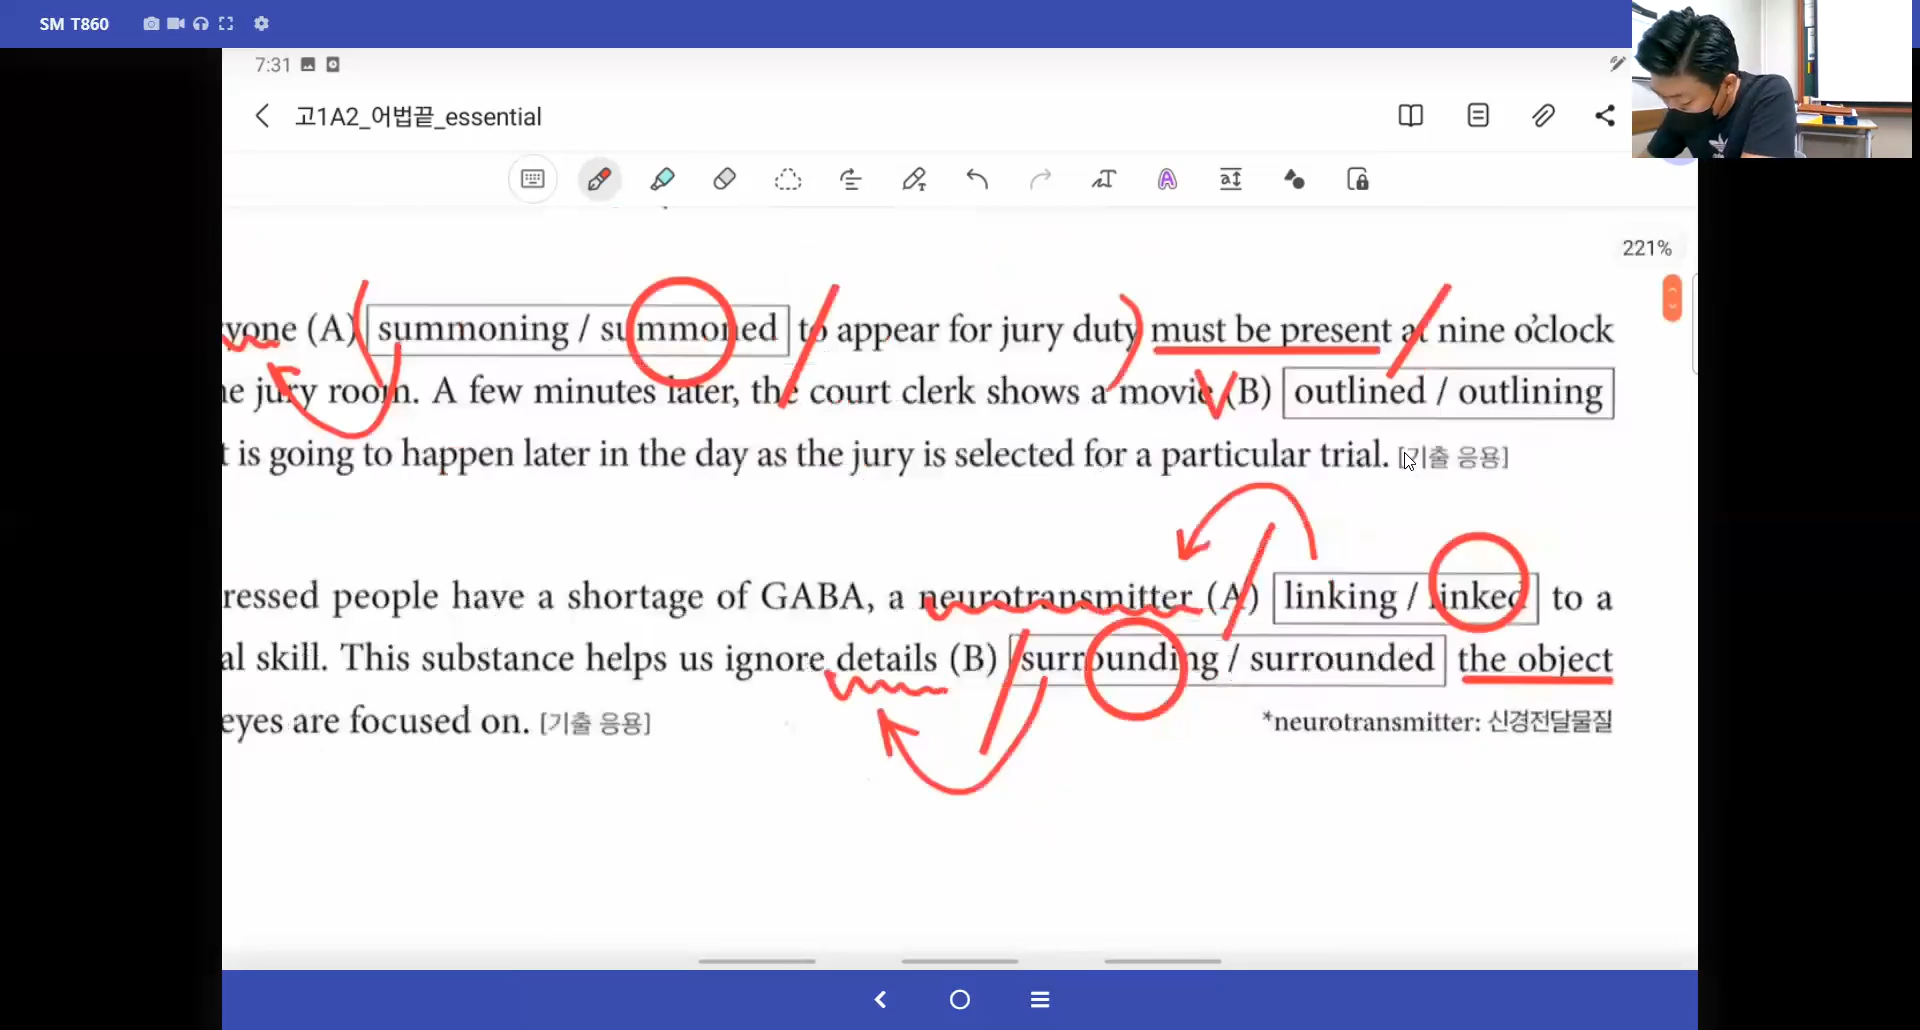 SM T860
7:31
고1A2_어법끝_essential
221%
yone (A) summoning / summoned to appear for jury duty must be present at nine o'clock
he jury room. A few minutes later, the court clerk shows a movie (B) outlined / outlining
t is going to happen later in the day as the jury is selected for a particular trial. [기출 응용]
ressed people have a shortage of GABA, a neurotransmitter (A) linking / linked to a
al skill. This substance helps us ignore details (B) surrounding / surrounded the object
eyes are focused on. [기출 응용]
*neurotransmitter: 신경전달물질